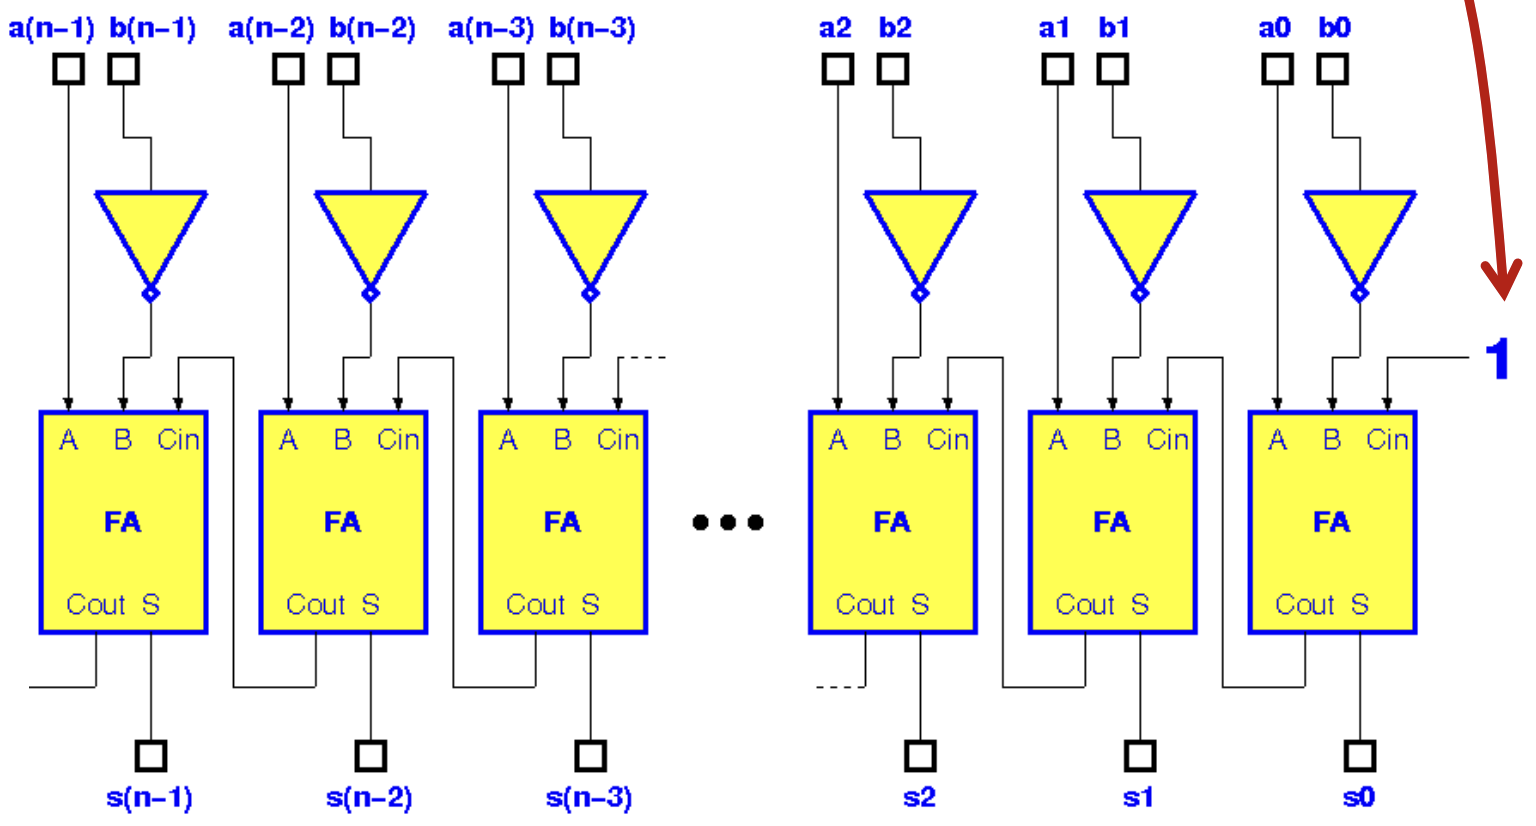 a(n−1) b(n−1) a(n−2) b(n−2) a(n−3) b(n−3) a2 b2 a1 b1 a0 b0
1
A B Cin A B Cin A B Cin A B Cin A B Cin A B Cin
FA FA FA FA FA FA
Cout S Cout S Cout S Cout S Cout S Cout S
s(n−1) s(n−2) s(n−3) s2 s1 s0